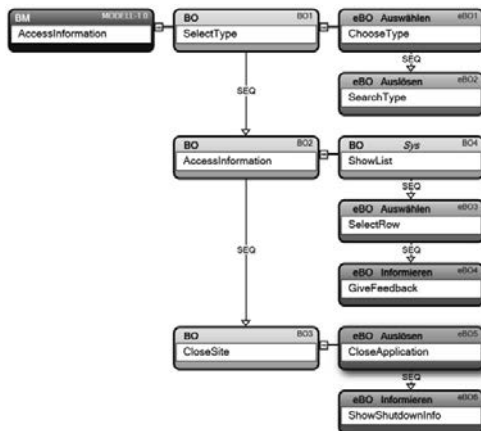 BM MODELL-1.0
AccessInformation
BO BO1
SelectType
eBO Auswählen eBO1
ChooseType
SEQ
eBO Auslösen eBO2
SearchType
SEQ
BO BO2
AccessInformation
BO Sys BO4
ShowList
SEQ
eBO Auswählen eBO3
SelectRow
SEQ
SEQ
eBO Informieren eBO4
GiveFeedback
BO BO3
CloseSite
eBO Auslösen eBO5
CloseApplication
SEQ
eBO Informieren eBO6
ShowShutdownInfo